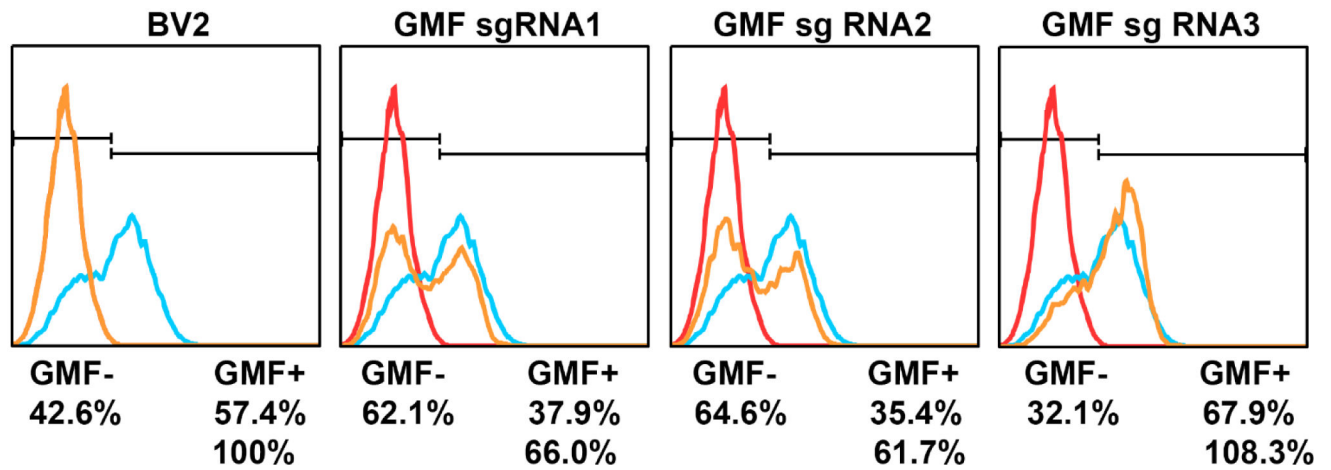 BV2 GMF sgRNA1 GMF sg RNA2 GMF sg RNA3
GMF- GMF+ GMF- GMF+ GMF- GMF+ GMF- GMF+
42.6% 57.4% 62.1% 37.9% 64.6% 35.4% 32.1% 67.9%
100% 66.0% 61.7% 108.3%